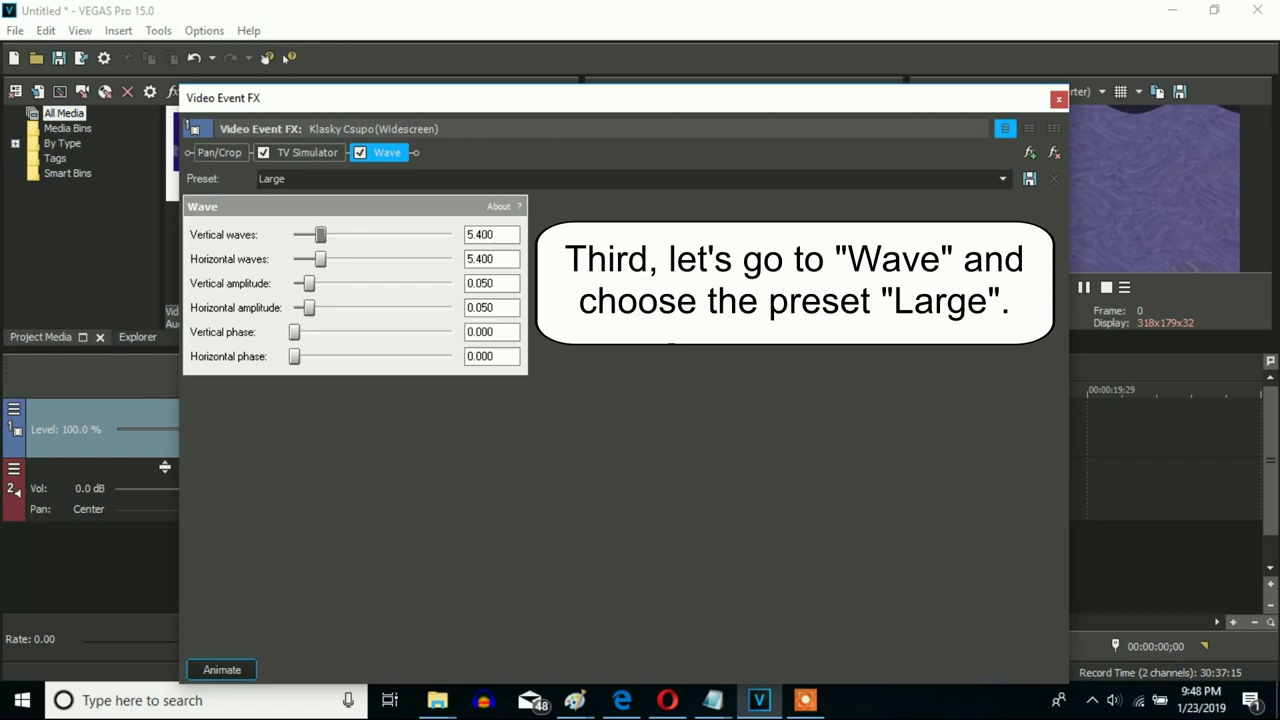 Untitled * - VEGAS Pro 15.0
File Edit View Insert Tools Options Help
Video Event FX
All Media
Media Bins
By Type
Tags
Smart Bins
Video Event FX: Klasky Csupo (Widescreen)
Pan/Crop TV Simulator Wave
Preset: Large
Wave About ?
Vertical waves: 5.400
Horizontal waves: 5.400
Vertical amplitude: 0.050
Horizontal amplitude: 0.050
Vertical phase: 0.000
Horizontal phase: 0.000
Third, let's go to "Wave" and
choose the preset "Large".
Frame: 0
Display: 318x179x32
Project Media Explorer
00:00:19;29
1
Level: 100.0 %
2
Vol: 0.0 dB
Pan: Center
Rate: 0.00
00:00:00;00
Animate
Record Time (2 channels): 30:37:15
Type here to search
48
9:48 PM
1/23/2019
1